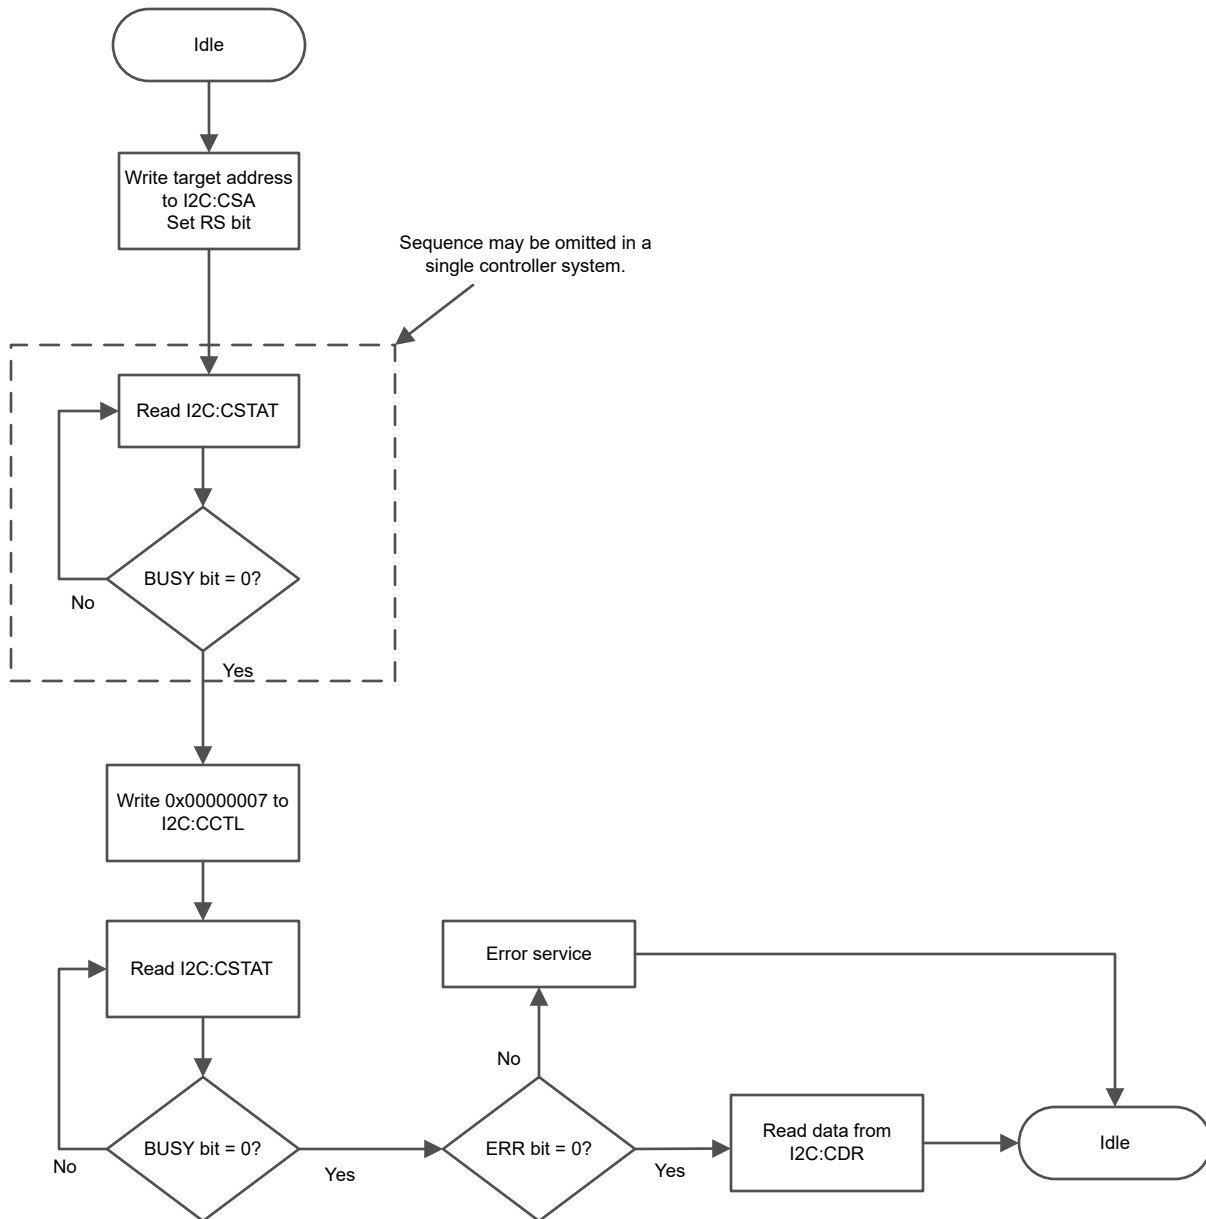 Idle
Write target address
to I2C:CSA
Set RS bit
Sequence may be omitted in a
single controller system.
Read I2C:CSTAT
BUSY bit = 0?
No
Yes
Write 0x00000007 to
I2C:CCTL
Read I2C:CSTAT
Error service
No
BUSY bit = 0?
No
Yes
ERR bit = 0?
Yes
Read data from
I2C:CDR
Idle